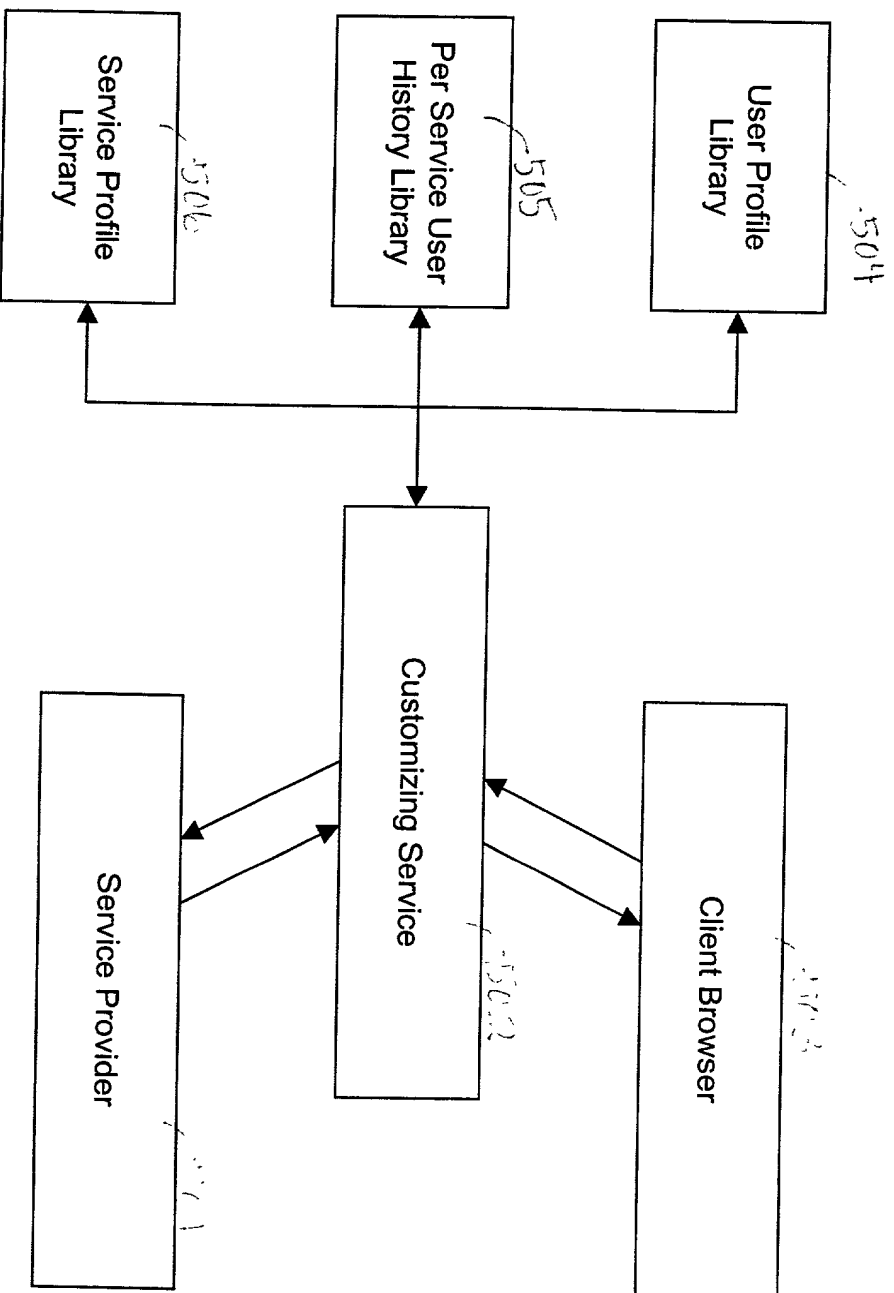 User Profile
Library
504
Per Service User
History Library
505
Service Profile
Library
506
Client Browser
Customizing Service
502
Service Provider